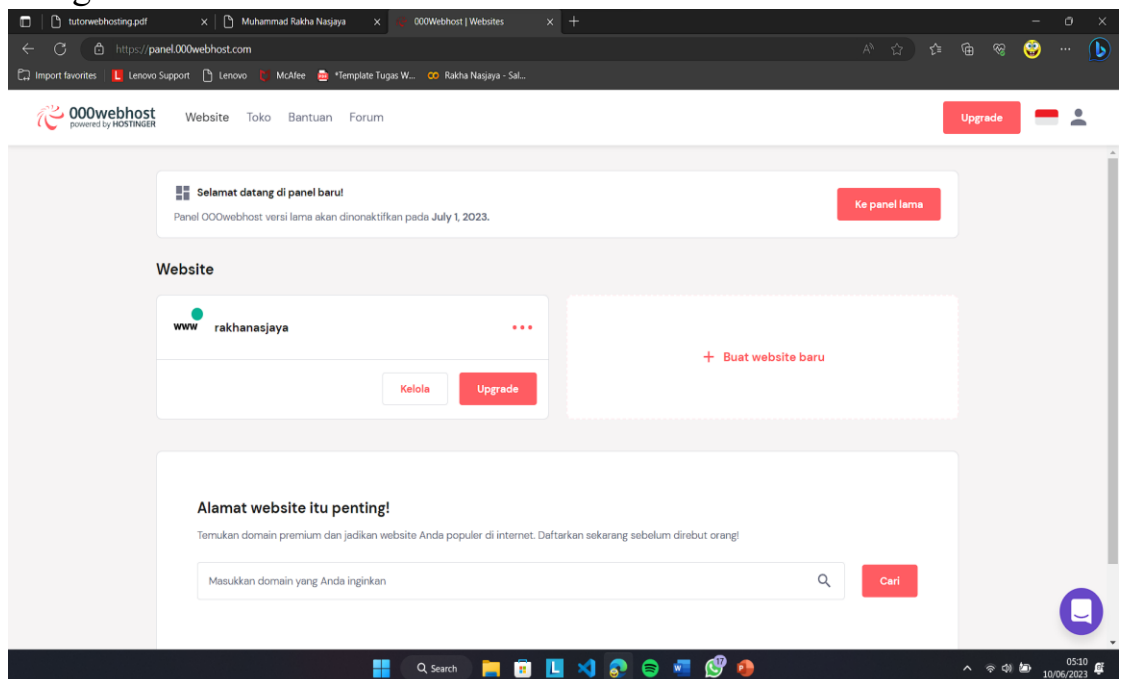 tutorwebhosting.pdf
Muhammad Rakha Nasjaya
000Webhost | Websites
https://panel.000webhost.com
Import favorites
L Lenovo Support
Lenovo
McAfee
*Template Tugas W...
Rakha Nasjaya - Sal...
000webhost
powered by HOSTINGER
Website
Toko
Bantuan
Forum
Upgrade
Selamat datang di panel baru!
Panel 000webhost versi lama akan dinonaktifkan pada July 1, 2023.
Ke panel lama
Website
www rakhanasjaya
Kelola
Upgrade
+ Buat website baru
Alamat website itu penting!
Temukan domain premium dan jadikan website Anda populer di internet. Daftarkan sekarang sebelum direbut orang!
Masukkan domain yang Anda inginkan
Cari
Search
L
17
05:10
10/06/2023